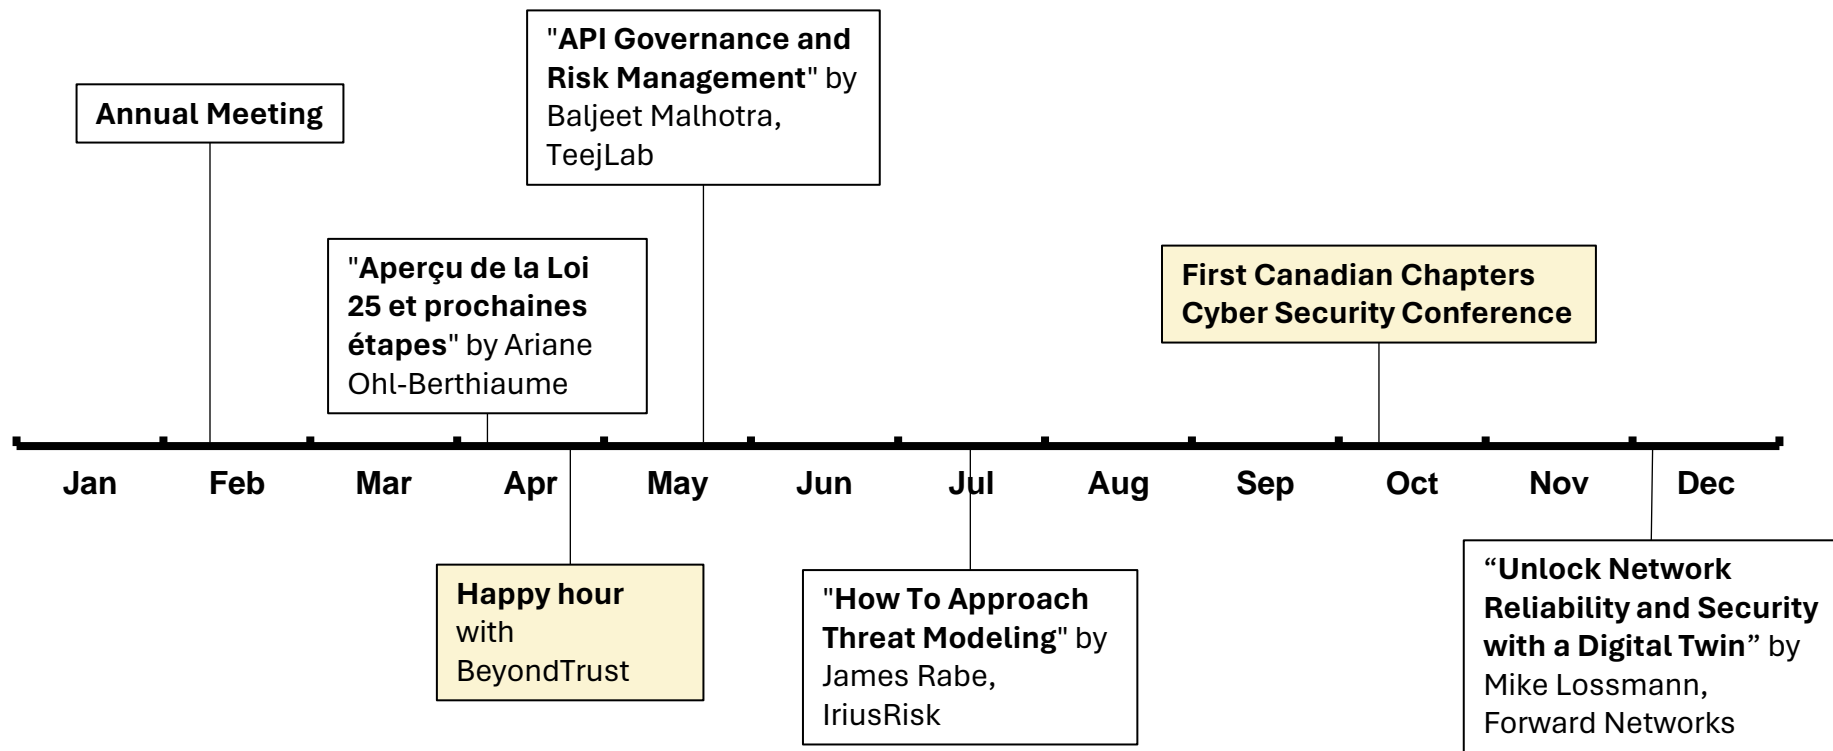 "API Governance and
Risk Management" by
Baljeet Malhotra,
TeejLab
Annual Meeting
"Aperçu de la Loi
25 et prochaines
étapes" by Ariane
Ohl-Berthiaume
First Canadian Chapters
Cyber Security Conference
Jan Feb Mar Apr May Jun Jul Aug Sep Oct Nov Dec
Happy hour
with
BeyondTrust
"How To Approach
Threat Modeling" by
James Rabe,
IriusRisk
“Unlock Network
Reliability and Security
with a Digital Twin” by
Mike Lossmann,
Forward Networks